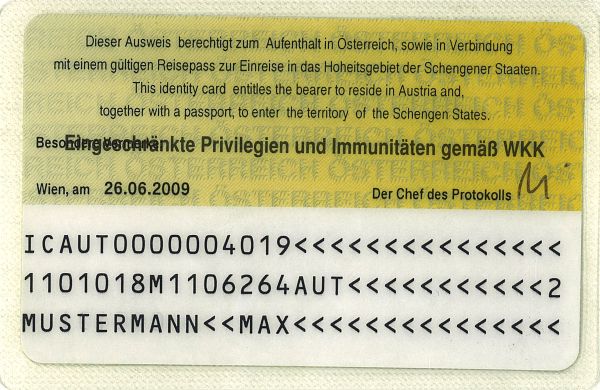 Dieser Ausweis berechtigt zum Aufenthalt in Österreich, sowie in Verbindung
mit einem gültigen Reisepass zur Einreise in das Hoheitsgebiet der Schengener Staaten.
This identity card entitles the bearer to reside in Austria and,
together with a passport, to enter the territory of the Schengen States.
Besondere Vermerke Eingeschränkte Privilegien und Immunitäten gemäß WKK
Wien, am 26.06.2009 Der Chef des Protokolls
ICAUT0000004019<<<<<<<<<<<<<<<
1101018M1106264AUT<<<<<<<<<<<2
MUSTERMANN<<MAX<<<<<<<<<<<<<<<